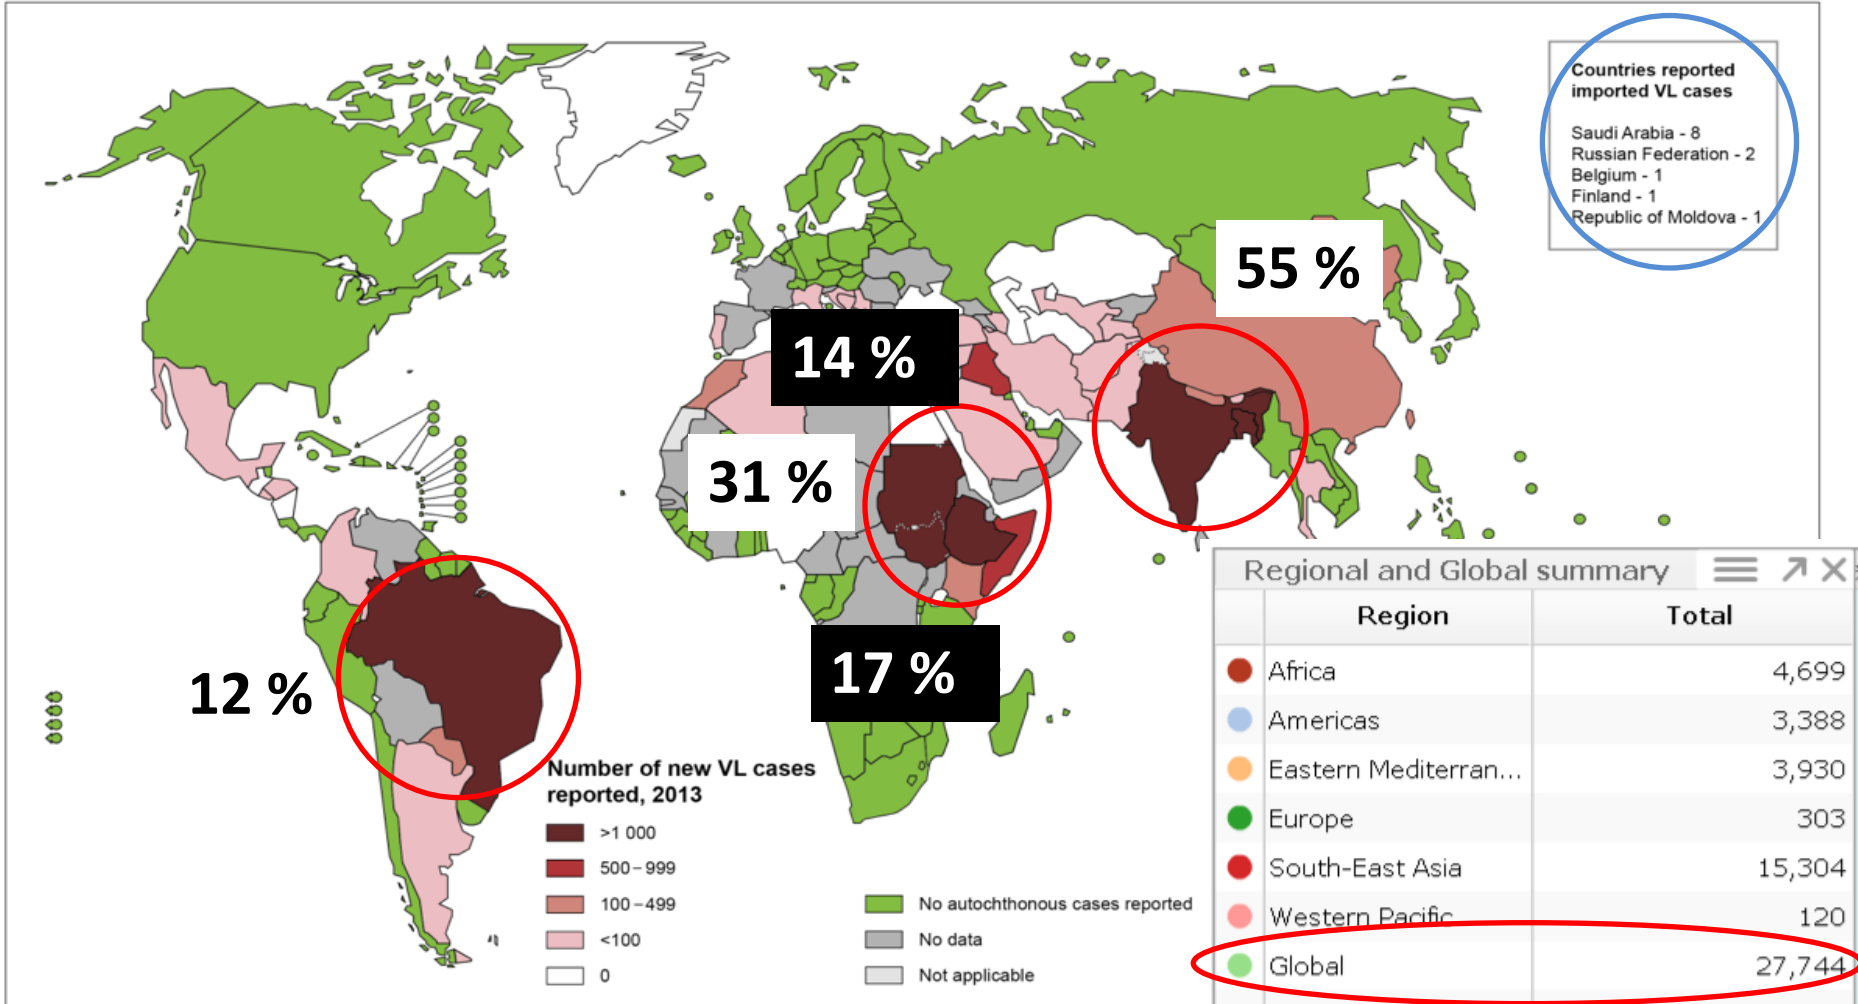 Countries reported
imported VL cases
Saudi Arabia - 8
Russian Federation - 2
Belgium - 1
Finland - 1
Republic of Moldova - 1
55 %
14 %
31 %
17 %
12 %
Number of new VL cases
reported, 2013
>1 000
500–999
100–499
<100
0
No autochthonous cases reported
No data
Not applicable
Regional and Global summary
Region Total
Africa 4,699
Americas 3,388
Eastern Mediterran... 3,930
Europe 303
South-East Asia 15,304
Western Pacific 120
Global 27,744